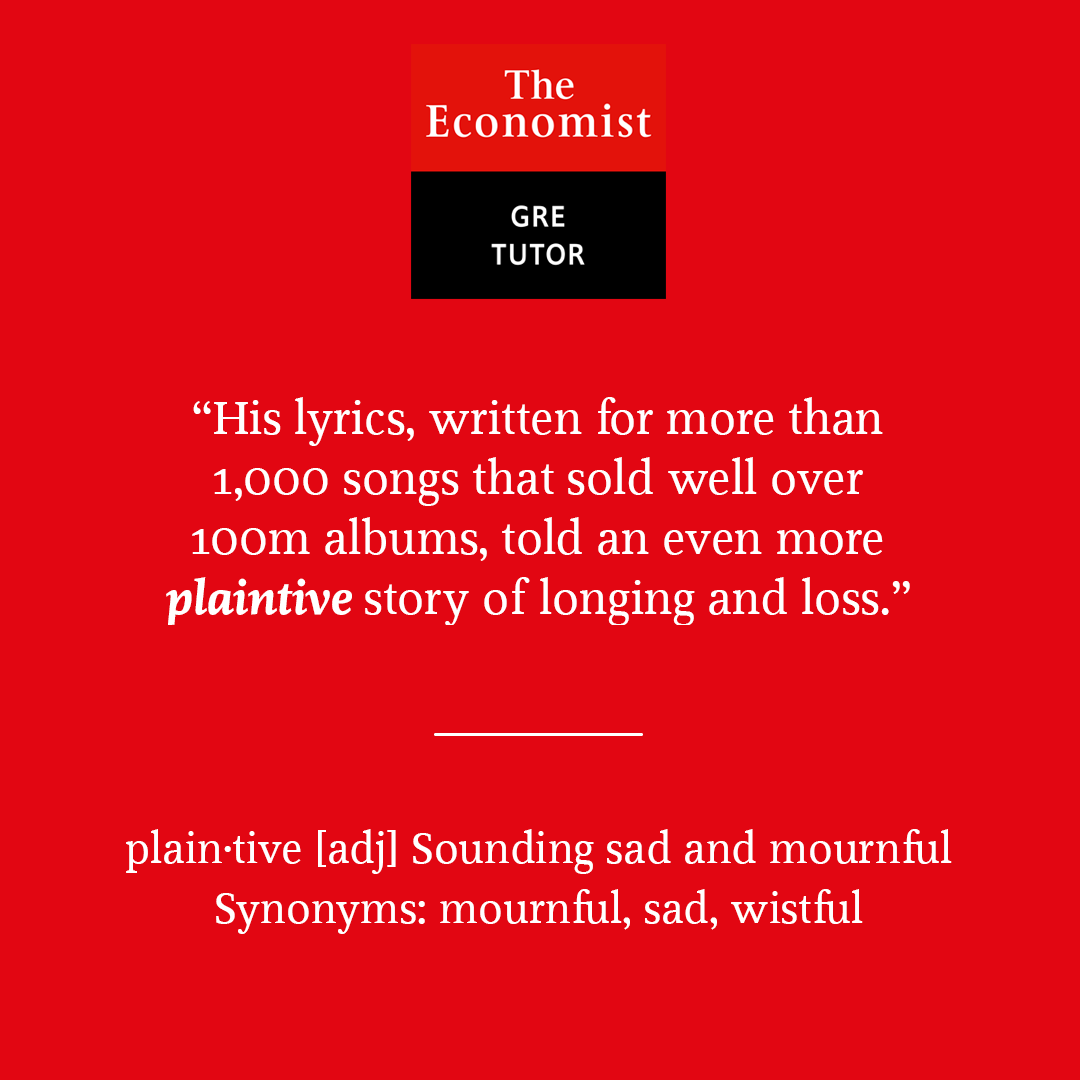 The
Economist
GRE
TUTOR
“His lyrics, written for more than
1,000 songs that sold well over
100m albums, told an even more
plaintive story of longing and loss.”
plain·tive [adj] Sounding sad and mournful
Synonyms: mournful, sad, wistful